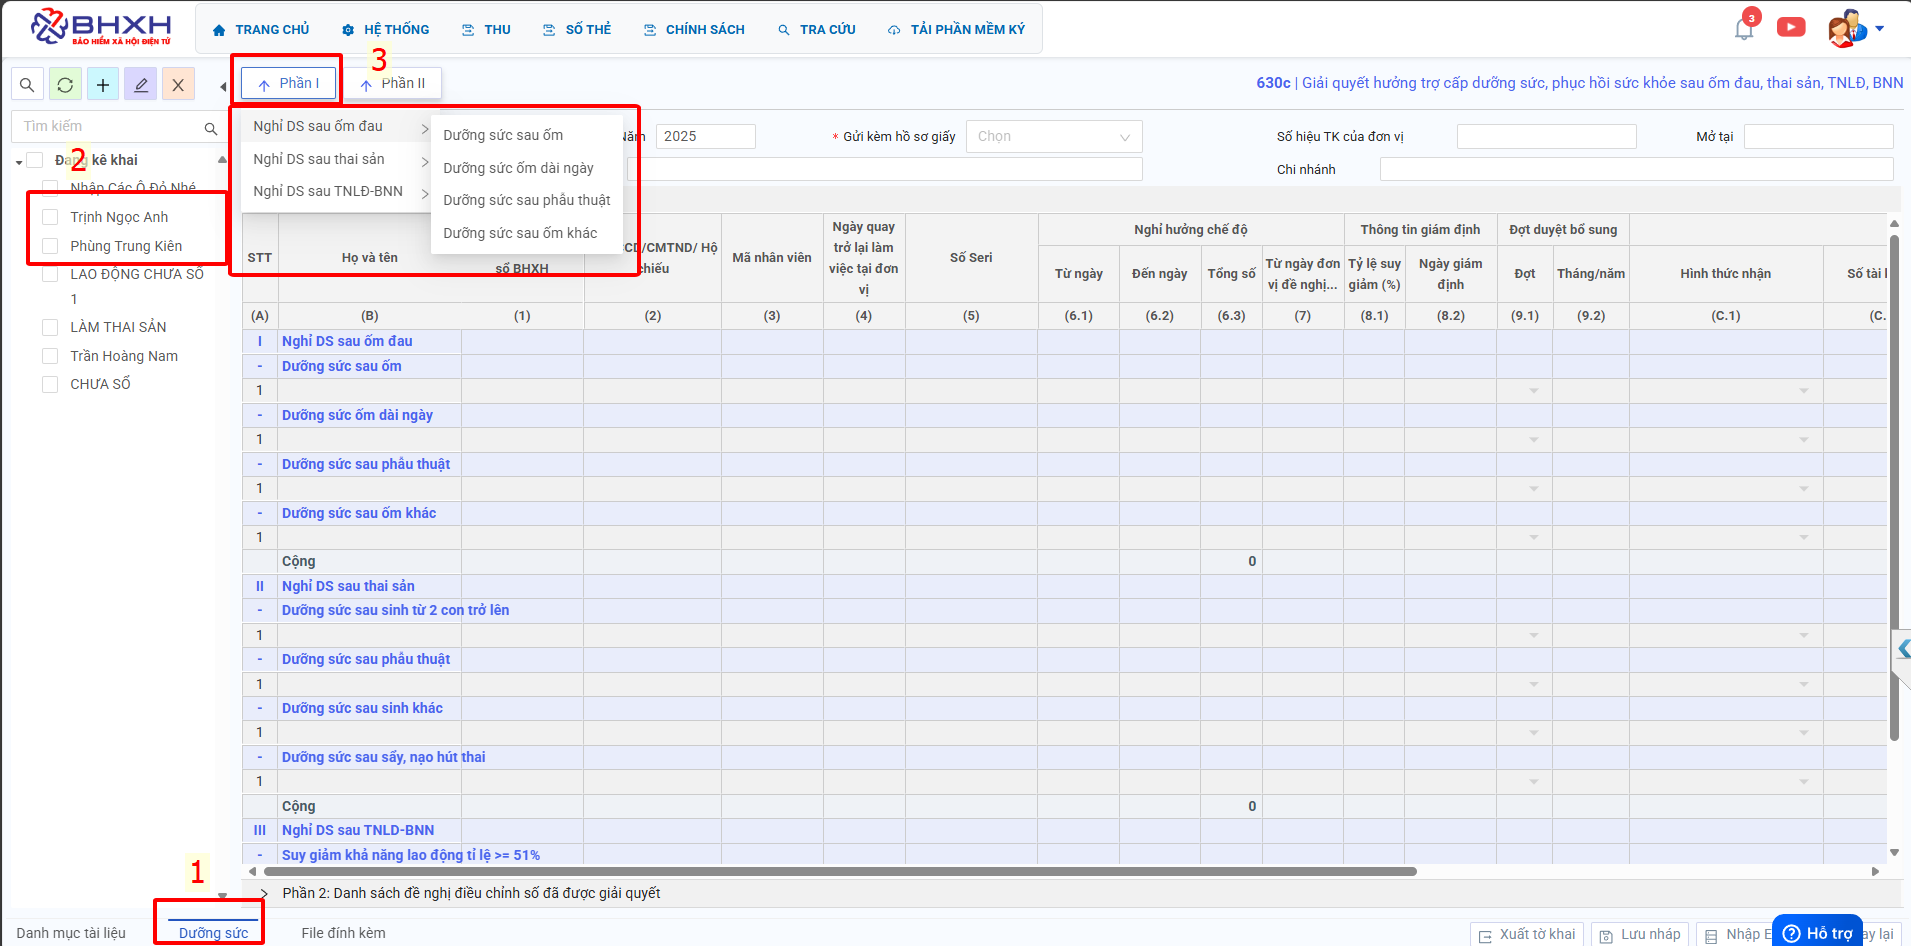 BHXH
BẢO HIỂM XÃ HỘI ĐIỆN TỬ
TRANG CHỦ HỆ THỐNG THU SỔ THẺ CHÍNH SÁCH TRA CỨU TẢI PHẦN MỀM KÝ
3
3
Phần I Phần II
630c | Giải quyết hưởng trợ cấp dưỡng sức, phục hồi sức khỏe sau ốm đau, thai sản, TNLĐ, BNN
Tìm kiếm
2
Đang kê khai
Nhập Các Ô Đỏ Nhé
Trịnh Ngọc Anh
Phùng Trung Kiên
LAO ĐỘNG CHƯA SỔ
1
LÀM THAI SẢN
Trần Hoàng Nam
CHƯA SỔ
Nghỉ DS sau ốm đau
Nghỉ DS sau thai sản
Nghỉ DS sau TNLĐ-BNN
Dưỡng sức sau ốm
Dưỡng sức ốm dài ngày
Dưỡng sức sau phẫu thuật
Dưỡng sức sau ốm khác
Năm 2025 * Gửi kèm hồ sơ giấy Chọn Số hiệu TK của đơn vị Mở tại
Chi nhánh
STT Họ và tên số BHXH CCD/CMTND/ Hộ chiếu Mã nhân viên Ngày quay trở lại làm việc tại đơn vị Số Seri Nghỉ hưởng chế độ Thông tin giám định Đợt duyệt bổ sung
Từ ngày Đến ngày Tổng số Từ ngày đơn vị đề nghị... Tỷ lệ suy giảm (%) Ngày giám định Đợt Tháng/năm Hình thức nhận Số tài
(A) (B) (1) (2) (3) (4) (5) (6.1) (6.2) (6.3) (7) (8.1) (8.2) (9.1) (9.2) (C.1) (C.
I Nghỉ DS sau ốm đau
- Dưỡng sức sau ốm
1
- Dưỡng sức ốm dài ngày
1
- Dưỡng sức sau phẫu thuật
1
- Dưỡng sức sau ốm khác
1
Cộng 0
II Nghỉ DS sau thai sản
- Dưỡng sức sau sinh từ 2 con trở lên
1
- Dưỡng sức sau phẫu thuật
1
- Dưỡng sức sau sinh khác
1
- Dưỡng sức sau sẩy, nạo hút thai
1
Cộng 0
III Nghỉ DS sau TNLD-BNN
- Suy giảm khả năng lao động tỉ lệ >= 51%
1
Phần 2: Danh sách đề nghị điều chỉnh số đã được giải quyết
Danh mục tài liệu Dưỡng sức File đính kèm
Xuất tờ khai Lưu nháp Nhập E Hỗ trợ ay lại